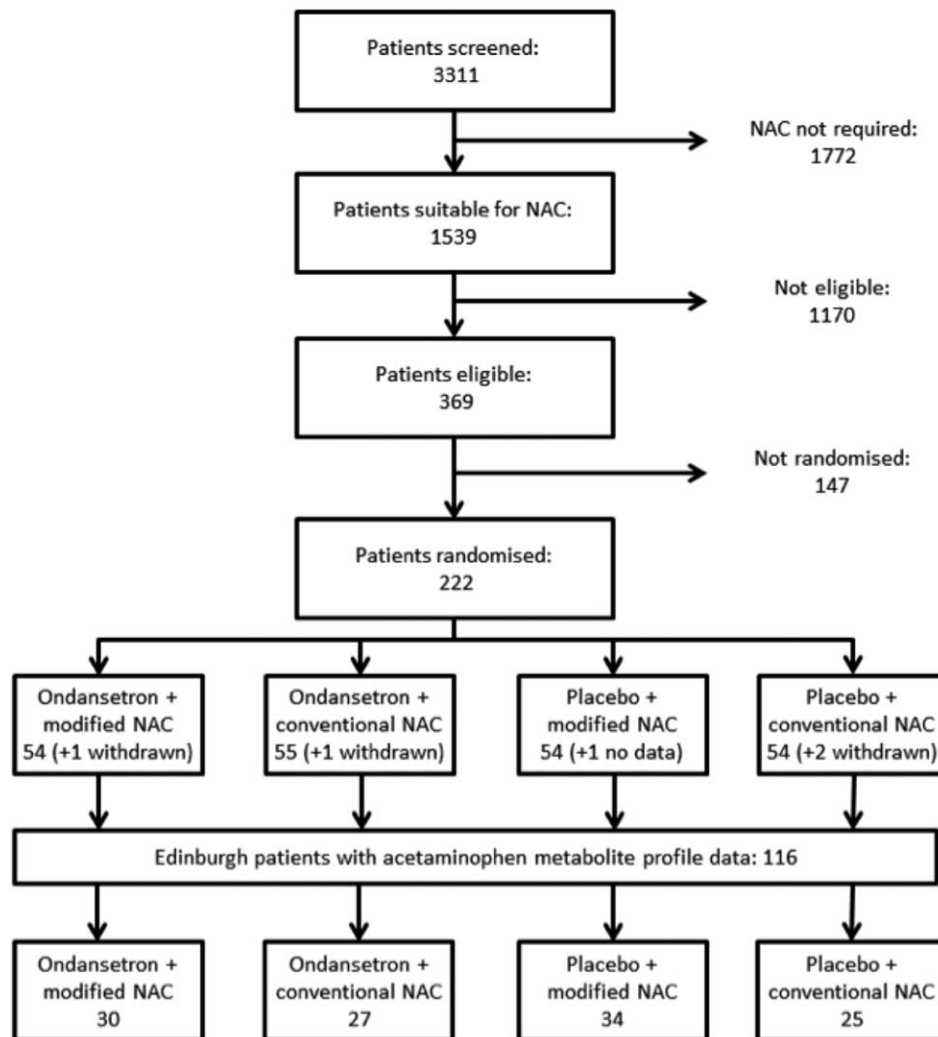 Patients screened:
3311
NAC not required:
1772
Patients suitable for NAC:
1539
Not eligible:
1170
Patients eligible:
369
Not randomised:
147
Patients randomised:
222
Ondansetron +
modified NAC
54 (+1 withdrawn)
Ondansetron +
conventional NAC
55 (+1 withdrawn)
Placebo +
modified NAC
54 (+1 no data)
Placebo +
conventional NAC
54 (+2 withdrawn)
Edinburgh patients with acetaminophen metabolite profile data: 116
Ondansetron +
modified NAC
30
Ondansetron +
conventional NAC
27
Placebo +
modified NAC
34
Placebo +
conventional NAC
25